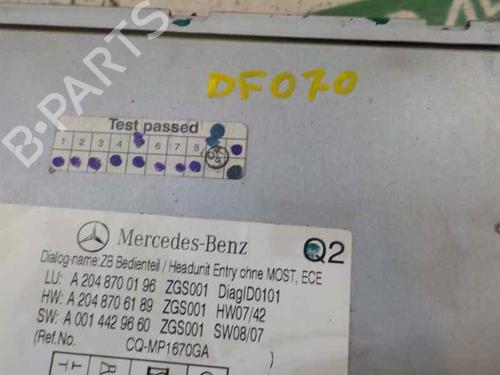 B-PARTS
DF070
Test passed
1 2 3 4 6 7 8
Mercedes-Benz Q2
Dialog-name:ZB Bedienteil / Headunit Entry ohne MOST, ECE
LU: A 204 870 01 96 ZGS001 DiagID0101
HW: A 204 870 61 89 ZGS001 HW07/42
SW: A 001 442 96 60 ZGS001 SW08/07
(Ref.No. CQ-MP1670GA )